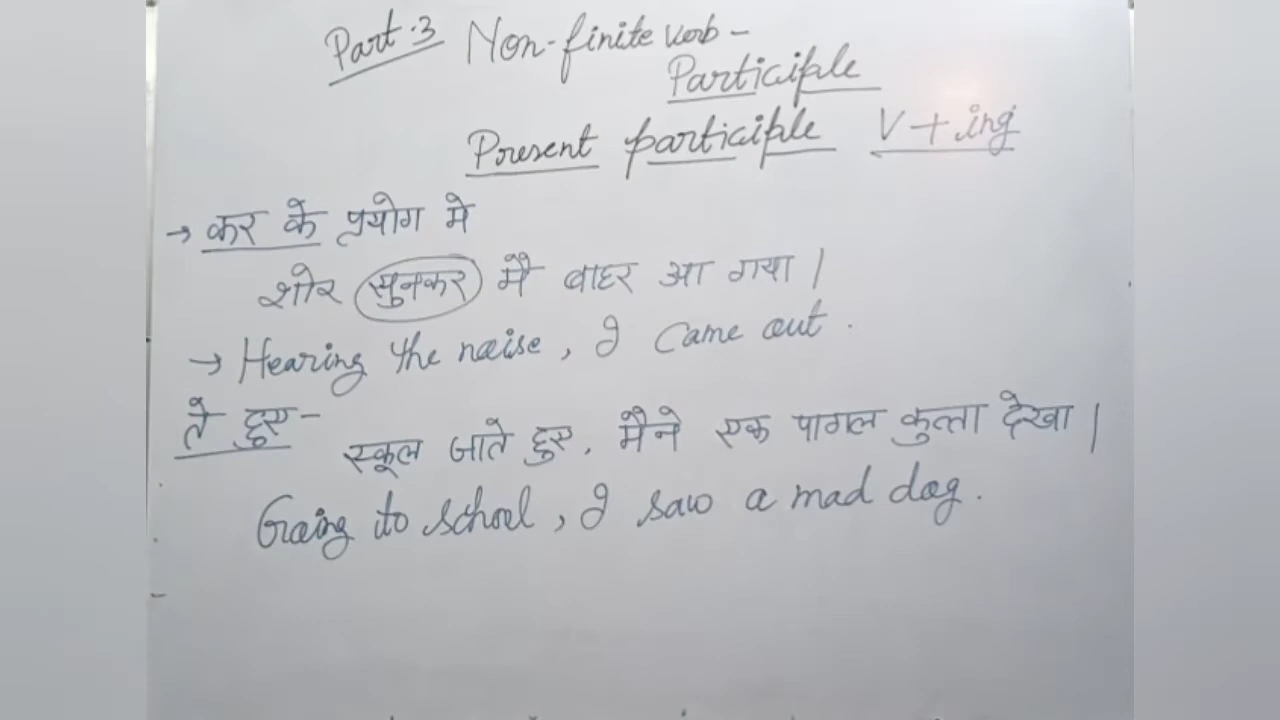 Part·3 Non-finite verb -
Participle
Present participle V + ing
→ कर के प्रयोग मे
शोर सुनकर मैं बाहर आ गया |
→ Hearing the noise, I came out.
ते हुए - स्कूल जाते हुए, मैने एक पागल कुत्ता देखा |
Going to school, I saw a mad dog.